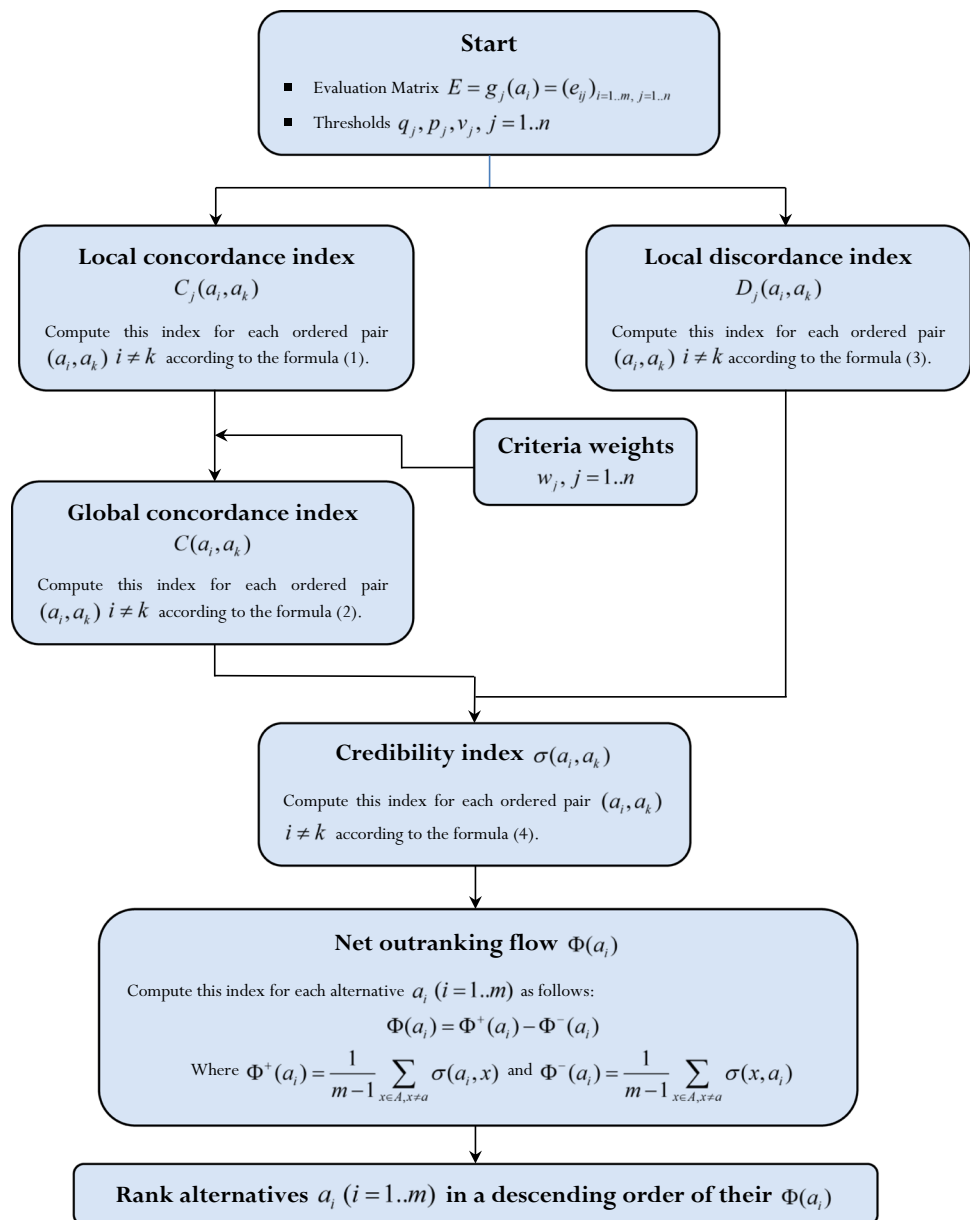 Start
▪ Evaluation Matrix E = g_j(a_i) = (e_{ij})_{i=1..m, j=1..n}
▪ Thresholds q_j, p_j, v_j, j = 1..n
Local concordance index
C_j(a_i, a_k)
Compute this index for each ordered pair
(a_i, a_k) i ≠ k according to the formula (1).
Local discordance index
D_j(a_i, a_k)
Compute this index for each ordered pair
(a_i, a_k) i ≠ k according to the formula (3).
Criteria weights
w_j, j = 1..n
Global concordance index
C(a_i, a_k)
Compute this index for each ordered pair
(a_i, a_k) i ≠ k according to the formula (2).
Credibility index σ(a_i, a_k)
Compute this index for each ordered pair (a_i, a_k)
i ≠ k according to the formula (4).
Net outranking flow Φ(a_i)
Compute this index for each alternative a_i (i = 1..m) as follows:
Φ(a_i) = Φ⁺(a_i) − Φ⁻(a_i)
Where Φ⁺(a_i) = \frac{1}{m−1} ∑_{x∈A,x≠a} σ(a_i, x) and Φ⁻(a_i) = \frac{1}{m−1} ∑_{x∈A,x≠a} σ(x, a_i)
Rank alternatives a_i (i = 1..m) in a descending order of their Φ(a_i)